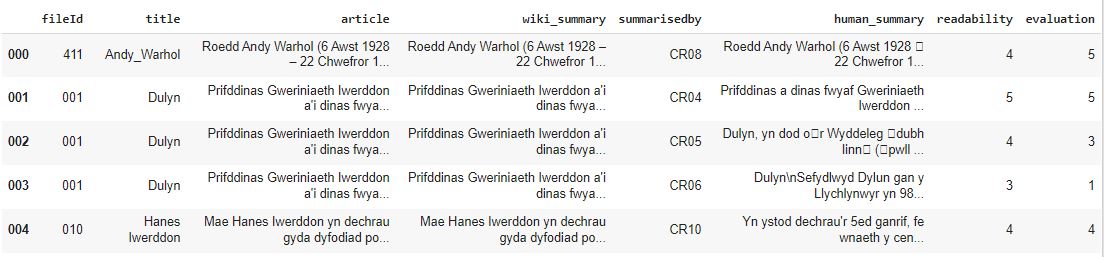 fileId title article wiki_summary summarisedby human_summary readability evaluation
000 411 Andy_Warhol Roedd Andy Warhol (6 Awst 1928 – 22 Chwefror 1... Roedd Andy Warhol (6 Awst 1928 – 22 Chwefror 1... CR08 Roedd Andy Warhol (6 Awst 1928 □ 22 Chwefror 1... 4 5
001 001 Dulyn Prifddinas Gweriniaeth Iwerddon a'i dinas fwya... Prifddinas Gweriniaeth Iwerddon a'i dinas fwya... CR04 Prifddinas a dinas fwyaf Gweriniaeth Iwerddon ... 5 5
002 001 Dulyn Prifddinas Gweriniaeth Iwerddon a'i dinas fwya... Prifddinas Gweriniaeth Iwerddon a'i dinas fwya... CR05 Dulyn, yn dod o□r Wyddeleg □dubh linn□ (□pwll ... 4 3
003 001 Dulyn Prifddinas Gweriniaeth Iwerddon a'i dinas fwya... Prifddinas Gweriniaeth Iwerddon a'i dinas fwya... CR06 Dulyn\nSefydlwyd Dylun gan y Llychlynwyr yn 98... 3 1
004 010 Hanes Iwerddon Mae Hanes Iwerddon yn dechrau gyda dyfodiad po... Mae Hanes Iwerddon yn dechrau gyda dyfodiad po... CR10 Yn ystod dechrau'r 5ed ganrif, fe wnaeth y cen... 4 4